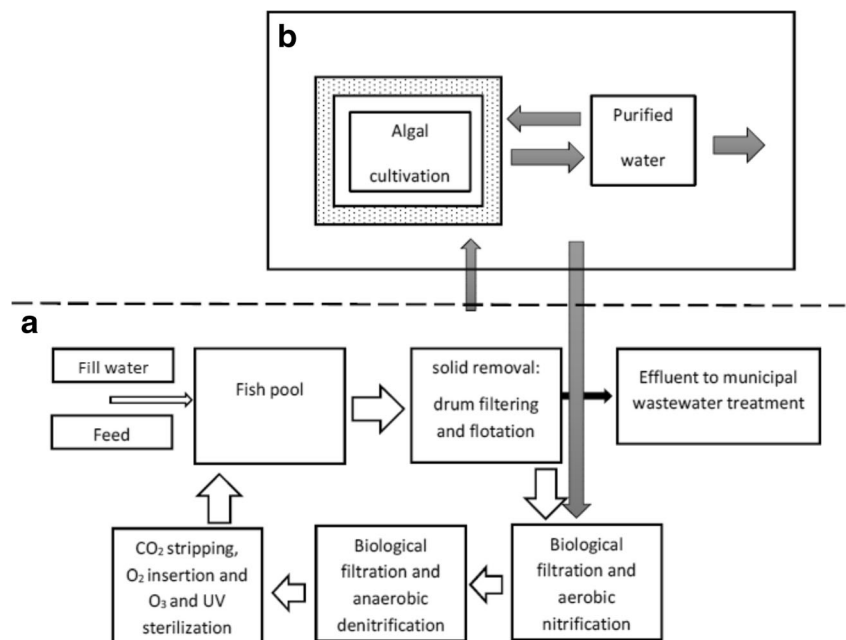 b
Algal
cultivation
Purified
water
a
Fill water
Feed
Fish pool
solid removal:
drum filtering
and flotation
Effluent to municipal
wastewater treatment
CO₂ stripping,
O₂ insertion and
O₃ and UV
sterilization
Biological
filtration and
anaerobic
denitrification
Biological
filtration and
aerobic
nitrification